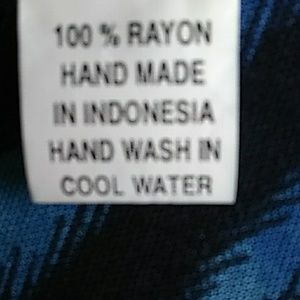 100 % RAYON
HAND MADE
IN INDONESIA
HAND WASH IN
COOL WATER